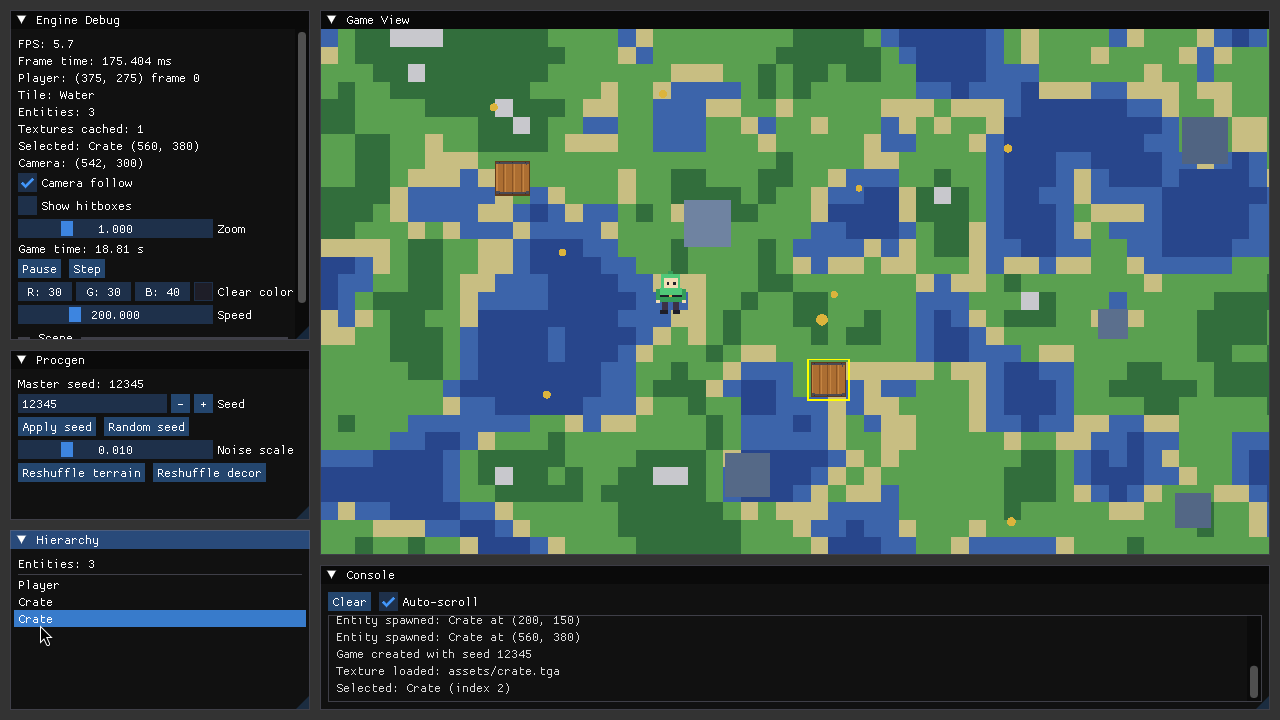 Engine Debug
FPS: 5.7
Frame time: 175.404 ms
Player: (375, 275) frame 0
Tile: Water
Entities: 3
Textures cached: 1
Selected: Crate (560, 380)
Camera: (542, 300)
Camera follow
Show hitboxes
1.000 Zoom
Game time: 18.81 s
Pause Step
R: 30 G: 30 B: 40 Clear color
200.000 Speed
Scene
Procgen
Master seed: 12345
12345 - + Seed
Apply seed Random seed
0.010 Noise scale
Reshuffle terrain Reshuffle decor
Hierarchy
Entities: 3
Player
Crate
Crate
Game View
Console
Clear Auto-scroll
Entity spawned: Crate at (200, 150)
Entity spawned: Crate at (560, 380)
Game created with seed 12345
Texture loaded: assets/crate.tga
Selected: Crate (index 2)